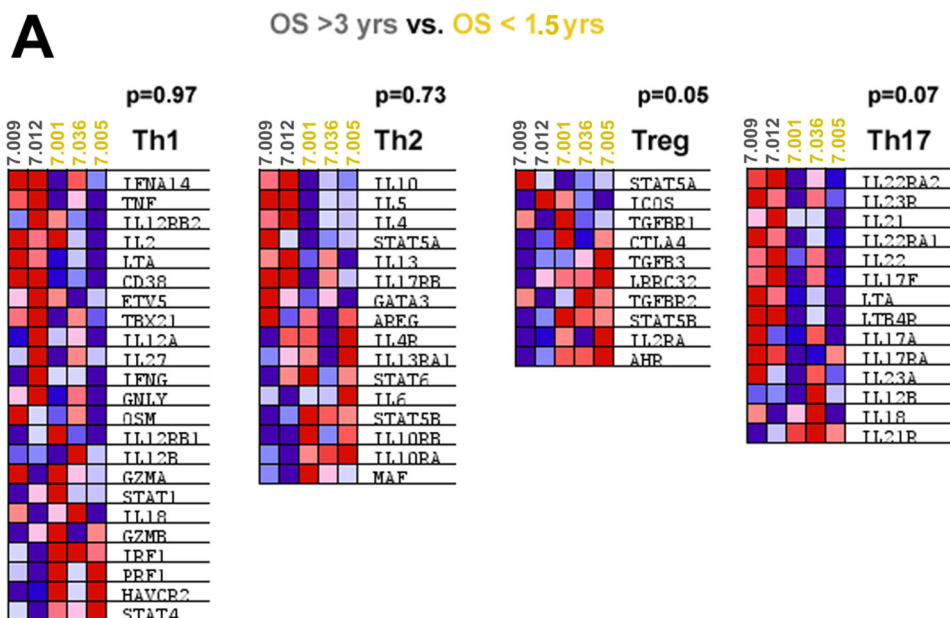 A
OS >3 yrs vs. OS < 1.5 yrs
p=0.97
7.009 7.012 7.001 7.036 7.005
Th1
IFNA14
TNF
IL12RB2
IL2
LTA
CD38
ETV5
TBX21
IL12A
IL27
IFNG
GNLY
OSM
IL12RB1
IL12B
GZMA
STAT1
IL18
GZMB
IRF1
PRF1
HAVCR2
STAT4
p=0.73
7.009 7.012 7.001 7.036 7.005
Th2
IL10
IL5
IL4
STAT5A
IL13
IL17RB
GATA3
AREG
IL4R
IL13RA1
STAT6
IL6
STAT5B
IL10RB
IL10RA
MAF
p=0.05
7.009 7.012 7.001 7.036 7.005
Treg
STAT5A
ICOS
TGFBR1
CTLA4
TGFB3
LRRC32
TGFBR2
STAT5B
IL2RA
AHR
p=0.07
7.009 7.012 7.001 7.036 7.005
Th17
IL22RA2
IL23R
IL21
IL22RA1
IL22
IL17F
LTA
LTB4R
IL17A
IL17RA
IL23A
IL12B
IL18
IL21R